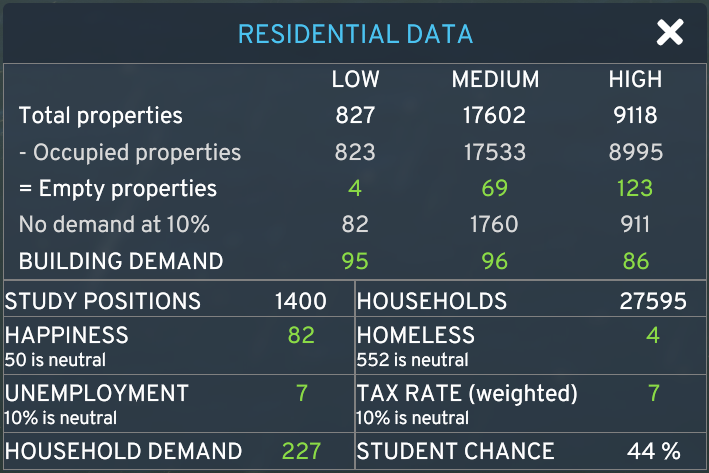 RESIDENTIAL DATA
LOW MEDIUM HIGH
Total properties 827 17602 9118
- Occupied properties 823 17533 8995
= Empty properties 4 69 123
No demand at 10% 82 1760 911
BUILDING DEMAND 95 96 86
STUDY POSITIONS 1400 HOUSEHOLDS 27595
HAPPINESS 82 HOMELESS 4
50 is neutral 552 is neutral
UNEMPLOYMENT 7 TAX RATE (weighted) 7
10% is neutral 10% is neutral
HOUSEHOLD DEMAND 227 STUDENT CHANCE 44 %